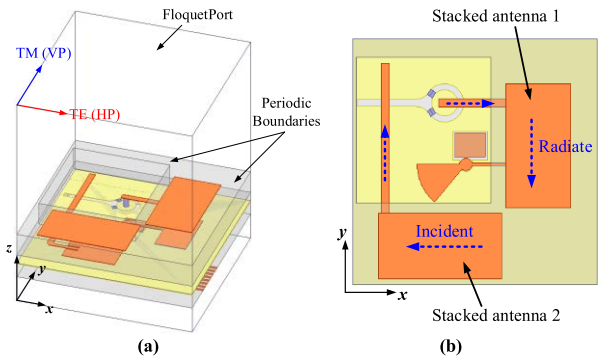 FloquetPort
TM (VP)
TE (HP)
Periodic
Boundaries
z
y
x
(a)
Stacked antenna 1
Radiate
Incident
y
x
Stacked antenna 2
(b)